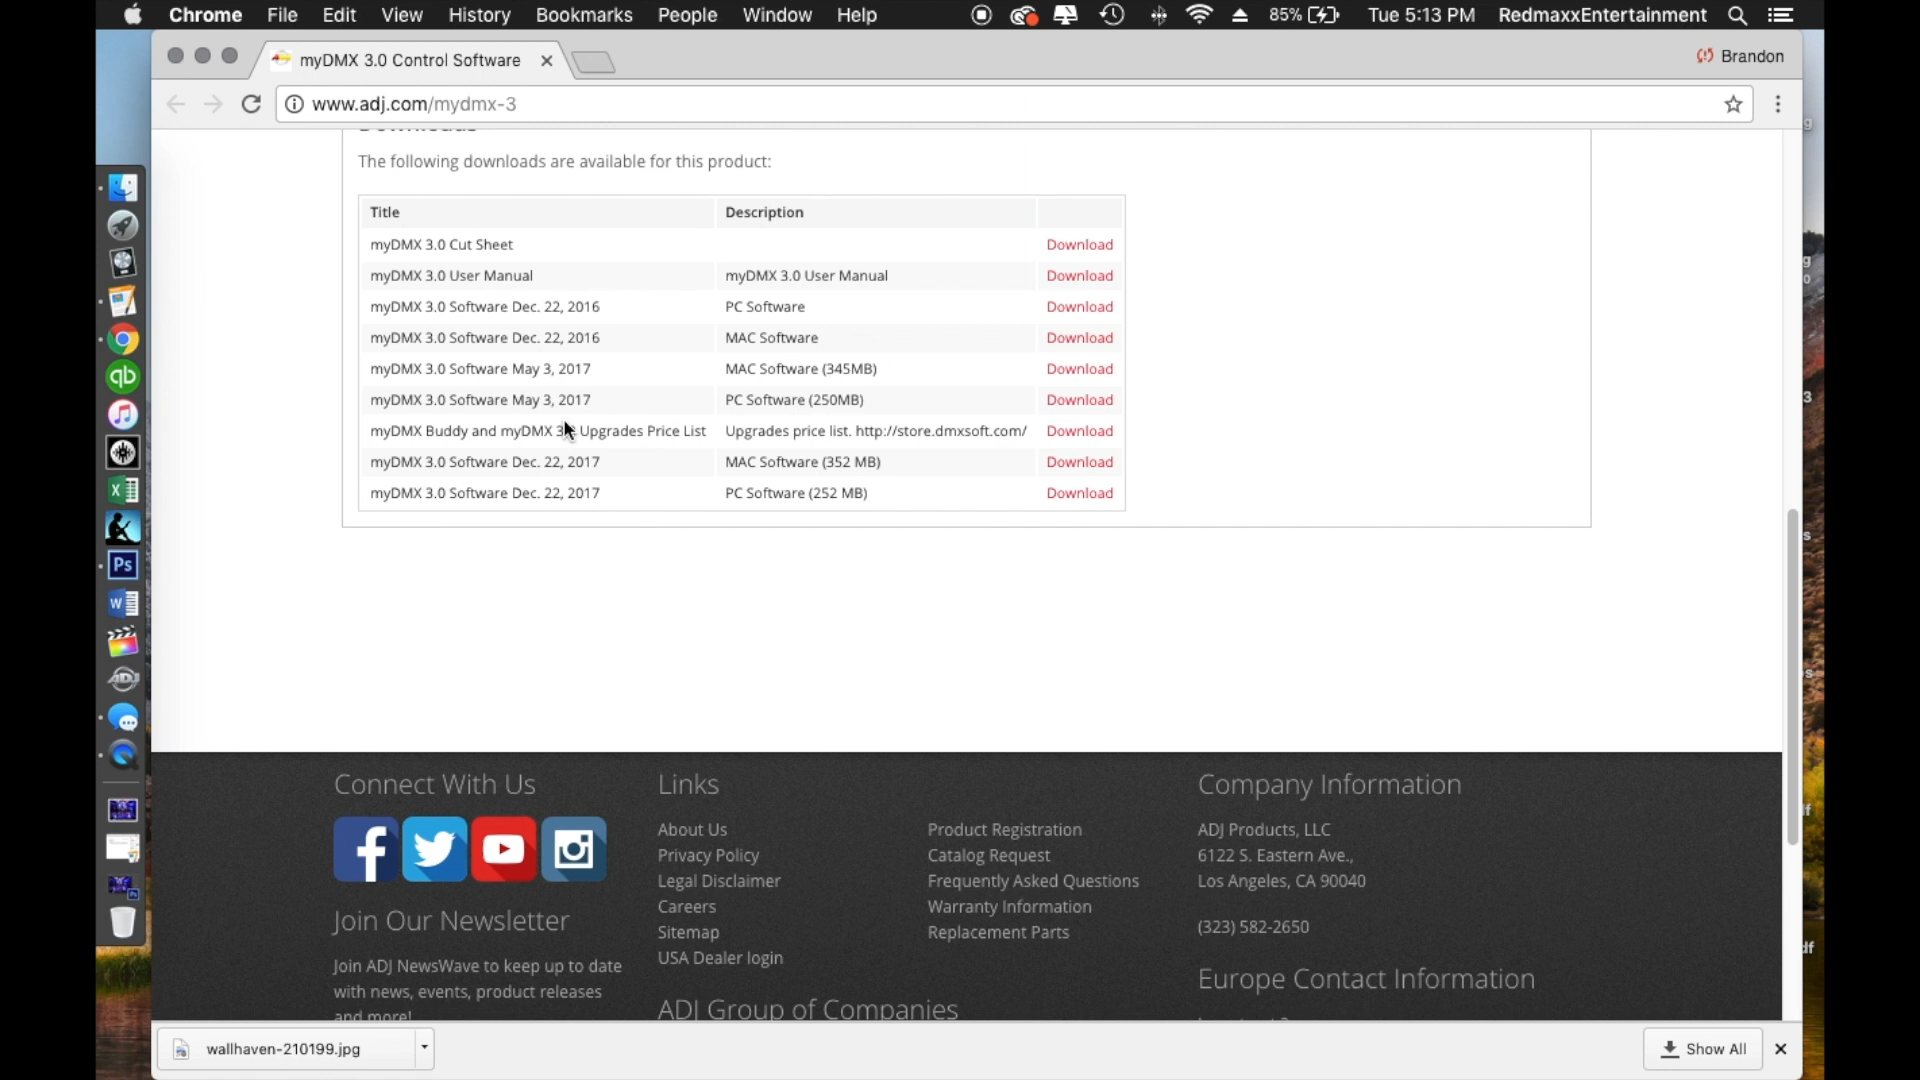 Chrome File Edit View History Bookmarks People Window Help 85% Tue 5:13 PM RedmaxxEntertainment
myDMX 3.0 Control Software Brandon
www.adj.com/mydmx-3
Downloads
The following downloads are available for this product:
Title Description
myDMX 3.0 Cut Sheet Download
myDMX 3.0 User Manual myDMX 3.0 User Manual Download
myDMX 3.0 Software Dec. 22, 2016 PC Software Download
myDMX 3.0 Software Dec. 22, 2016 MAC Software Download
myDMX 3.0 Software May 3, 2017 MAC Software (345MB) Download
myDMX 3.0 Software May 3, 2017 PC Software (250MB) Download
myDMX Buddy and myDMX Upgrades Price List Upgrades price list. http://store.dmxsoft.com/ Download
myDMX 3.0 Software Dec. 22, 2017 MAC Software (352 MB) Download
myDMX 3.0 Software Dec. 22, 2017 PC Software (252 MB) Download
Connect With Us
Join Our Newsletter
Join ADJ NewsWave to keep up to date
with news, events, product releases
and more!
Links
About Us
Privacy Policy
Legal Disclaimer
Careers
Sitemap
USA Dealer login
ADJ Group of Companies
Product Registration
Catalog Request
Frequently Asked Questions
Warranty Information
Replacement Parts
Company Information
ADJ Products, LLC
6122 S. Eastern Ave.,
Los Angeles, CA 90040
(323) 582-2650
Europe Contact Information
wallhaven-210199.jpg Show All
qb
Ps
ADJ